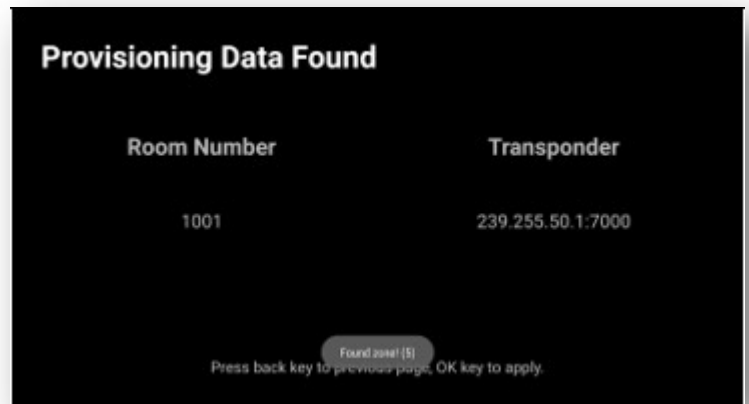 Provisioning Data Found
Room Number Transponder
1001 239.255.50.1:7000
Found zone! (5)
Press back key to previous page, OK key to apply.